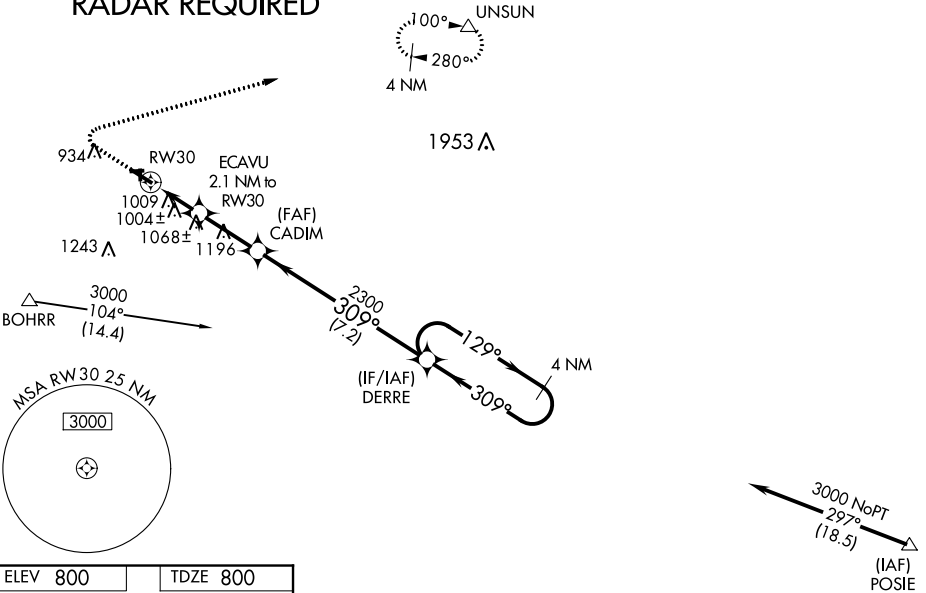 RADAR REQUIRED
UNSUN
100°
280°
4 NM
1953
934
RW30
ECAVU
2.1 NM to
RW30
1009
1004±
1068±
1196
(FAF)
CADIM
1243
3000
104°
(14.4)
BOHRR
2300
309°
(7.2)
129°
4 NM
309°
(IF/IAF)
DERRE
MSA RW30 25 NM
3000
3000 NoPT
297°
(18.5)
(IAF)
POSIE
ELEV 800
TDZE 800